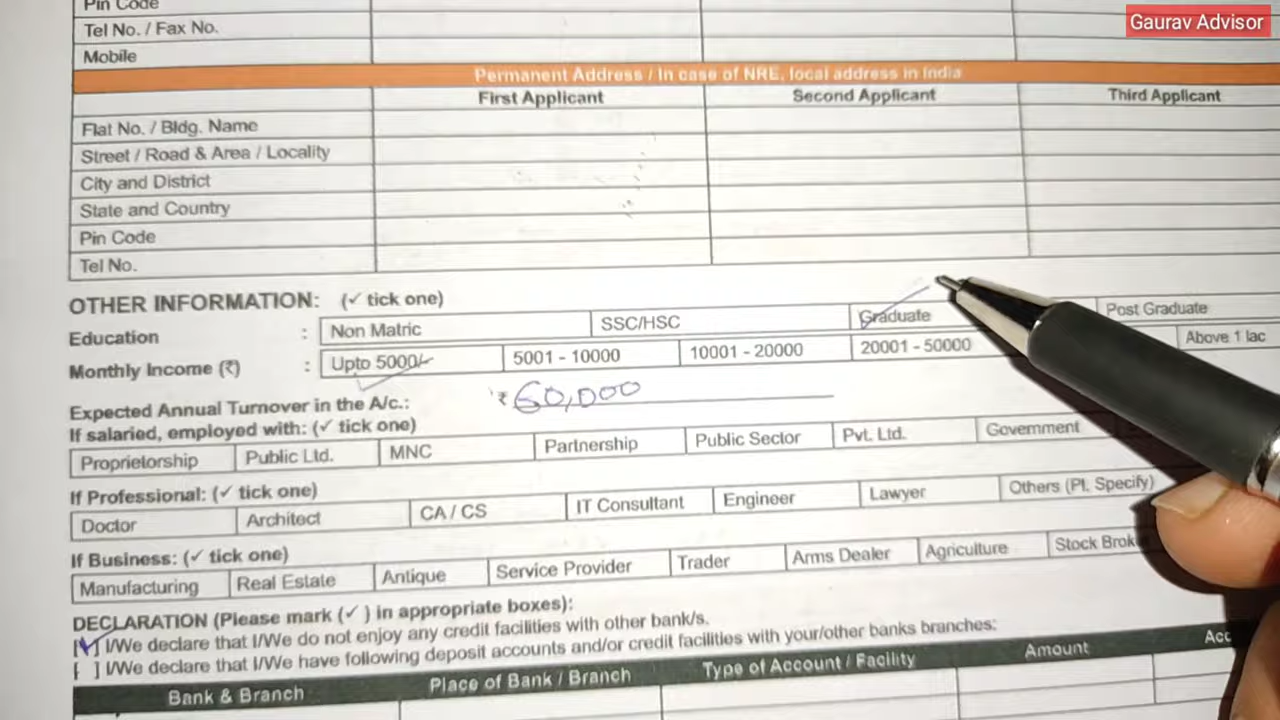 Gaurav Advisor
Pin Code
Tel No. / Fax No.
Mobile
Permanent Address / In case of NRE, local address in India
First Applicant Second Applicant Third Applicant
Flat No. / Bldg. Name
Street / Road & Area / Locality
City and District
State and Country
Pin Code
Tel No.
OTHER INFORMATION: (✓ tick one)
Education : Non Matric SSC/HSC Graduate Post Graduate
Monthly Income (₹) : Upto 5000/- 5001 - 10000 10001 - 20000 20001 - 50000 Above 1 lac
Expected Annual Turnover in the A/c.: ₹ 60,000
If salaried, employed with: (✓ tick one)
Proprietorship Public Ltd. MNC Partnership Public Sector Pvt. Ltd. Government
If Professional: (✓ tick one)
Doctor Architect CA / CS IT Consultant Engineer Lawyer Others (Pl. Specify)
If Business: (✓ tick one)
Manufacturing Real Estate Antique Service Provider Trader Arms Dealer Agriculture Stock Brok
DECLARATION (Please mark (✓ ) in appropriate boxes):
[✓] I/We declare that I/We do not enjoy any credit facilities with other bank/s.
[ ] I/We declare that I/We have following deposit accounts and/or credit facilities with your/other banks branches:
Bank & Branch Place of Bank / Branch Type of Account / Facility Amount Acc